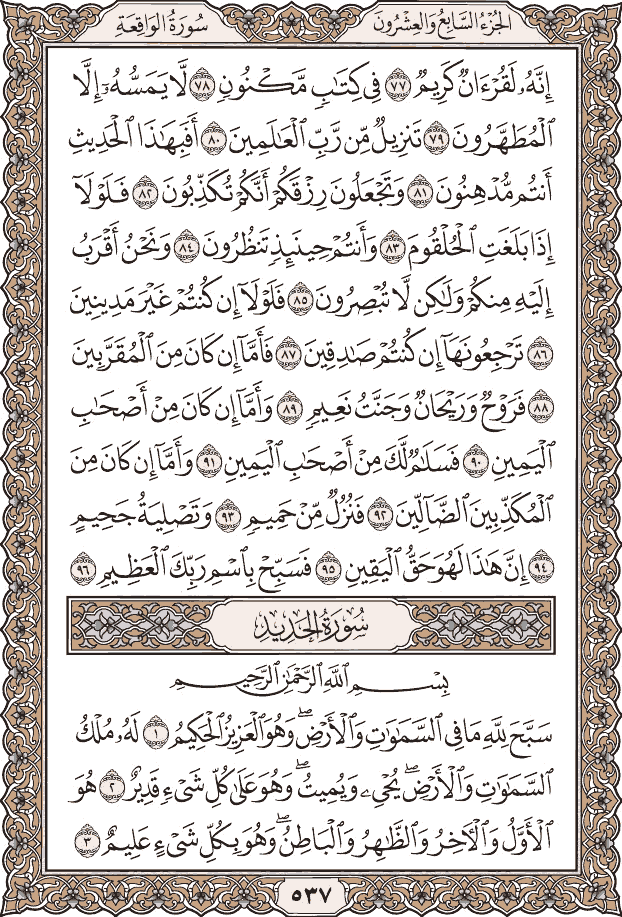 الجزء السابع والعشرون
سورة الواقعة
إِنَّهُۥ لَقُرْءَانٌ كَرِيمٌ ٧٧ فِي كِتَٰبٍ مَّكْنُونٍ ٧٨ لَّا يَمَسُّهُۥٓ إِلَّا
ٱلْمُطَهَّرُونَ ٧٩ تَنزِيلٌ مِّن رَّبِّ ٱلْعَٰلَمِينَ ٨٠ أَفَبِهَٰذَا ٱلْحَدِيثِ
أَنتُم مُّدْهِنُونَ ٨١ وَتَجْعَلُونَ رِزْقَكُمْ أَنَّكُمْ تُكَذِّبُونَ ٨٢ فَلَوْلَآ
إِذَا بَلَغَتِ ٱلْحُلْقُومَ ٨٣ وَأَنتُمْ حِينَئِذٍ تَنظُرُونَ ٨٤ وَنَحْنُ أَقْرَبُ
إِلَيْهِ مِنكُمْ وَلَٰكِن لَّا تُبْصِرُونَ ٨٥ فَلَوْلَآ إِن كُنتُمْ غَيْرَ مَدِينِينَ
٨٦ تَرْجِعُونَهَآ إِن كُنتُمْ صَٰدِقِينَ ٨٧ فَأَمَّآ إِن كَانَ مِنَ ٱلْمُقَرَّبِينَ
٨٨ فَرَوْحٌ وَرَيْحَانٌ وَجَنَّتُ نَعِيمٍ ٨٩ وَأَمَّآ إِن كَانَ مِنْ أَصْحَٰبِ
ٱلْيَمِينِ ٩٠ فَسَلَٰمٌ لَّكَ مِنْ أَصْحَٰبِ ٱلْيَمِينِ ٩١ وَأَمَّآ إِن كَانَ مِنَ
ٱلْمُكَذِّبِينَ ٱلضَّآلِّينَ ٩٢ فَنُزُلٌ مِّنْ حَمِيمٍ ٩٣ وَتَصْلِيَةُ جَحِيمٍ
٩٤ إِنَّ هَٰذَا لَهُوَ حَقُّ ٱلْيَقِينِ ٩٥ فَسَبِّحْ بِٱسْمِ رَبِّكَ ٱلْعَظِيمِ ٩٦
سورة الحديد
بِسْمِ ٱللَّهِ ٱلرَّحْمَٰنِ ٱلرَّحِيمِ
سَبَّحَ لِلَّهِ مَا فِي ٱلسَّمَٰوَٰتِ وَٱلْأَرْضِۖ وَهُوَ ٱلْعَزِيزُ ٱلْحَكِيمُ ١ لَهُۥ مُلْكُ
ٱلسَّمَٰوَٰتِ وَٱلْأَرْضِۖ يُحْيِۦ وَيُمِيتُۖ وَهُوَ عَلَىٰ كُلِّ شَيْءٍ قَدِيرٌ ٢ هُوَ
ٱلْأَوَّلُ وَٱلْءَاخِرُ وَٱلظَّٰهِرُ وَٱلْبَاطِنُۖ وَهُوَ بِكُلِّ شَيْءٍ عَلِيمٌ ٣
٥٣٧